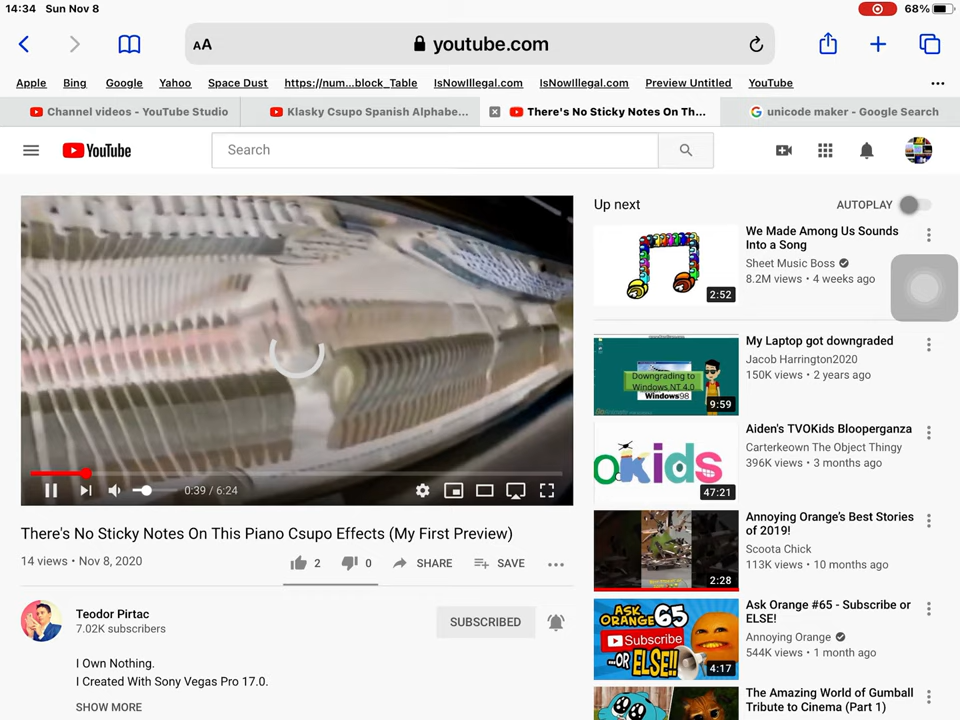 14:34 Sun Nov 8
68%
AA
youtube.com
Apple Bing Google Yahoo Space Dust https://num...block_Table IsNowIllegal.com IsNowIllegal.com Preview Untitled YouTube
Channel videos - YouTube Studio
Klasky Csupo Spanish Alphabe...
There's No Sticky Notes On Th...
unicode maker - Google Search
YouTube
Search
Up next
AUTOPLAY
We Made Among Us Sounds
Into a Song
Sheet Music Boss
8.2M views • 4 weeks ago
2:52
My Laptop got downgraded
Jacob Harrington2020
150K views • 2 years ago
Downgrading to
Windows NT 4.0
Windows98
9:59
Aiden's TVOKids Blooperganza
Carterkeown The Object Thingy
396K views • 3 months ago
okids
47:21
Annoying Orange's Best Stories
of 2019!
Scoota Chick
113K views • 10 months ago
2:28
Ask Orange #65 - Subscribe or
ELSE!
Annoying Orange
544K views • 1 month ago
ASK
ORANGE 65
Subscribe
..OR ELSE!!
4:17
The Amazing World of Gumball
Tribute to Cinema (Part 1)
0:39 / 6:24
There's No Sticky Notes On This Piano Csupo Effects (My First Preview)
14 views • Nov 8, 2020
2
0
SHARE
SAVE
Teodor Pirtac
7.02K subscribers
SUBSCRIBED
I Own Nothing.
I Created With Sony Vegas Pro 17.0.
SHOW MORE